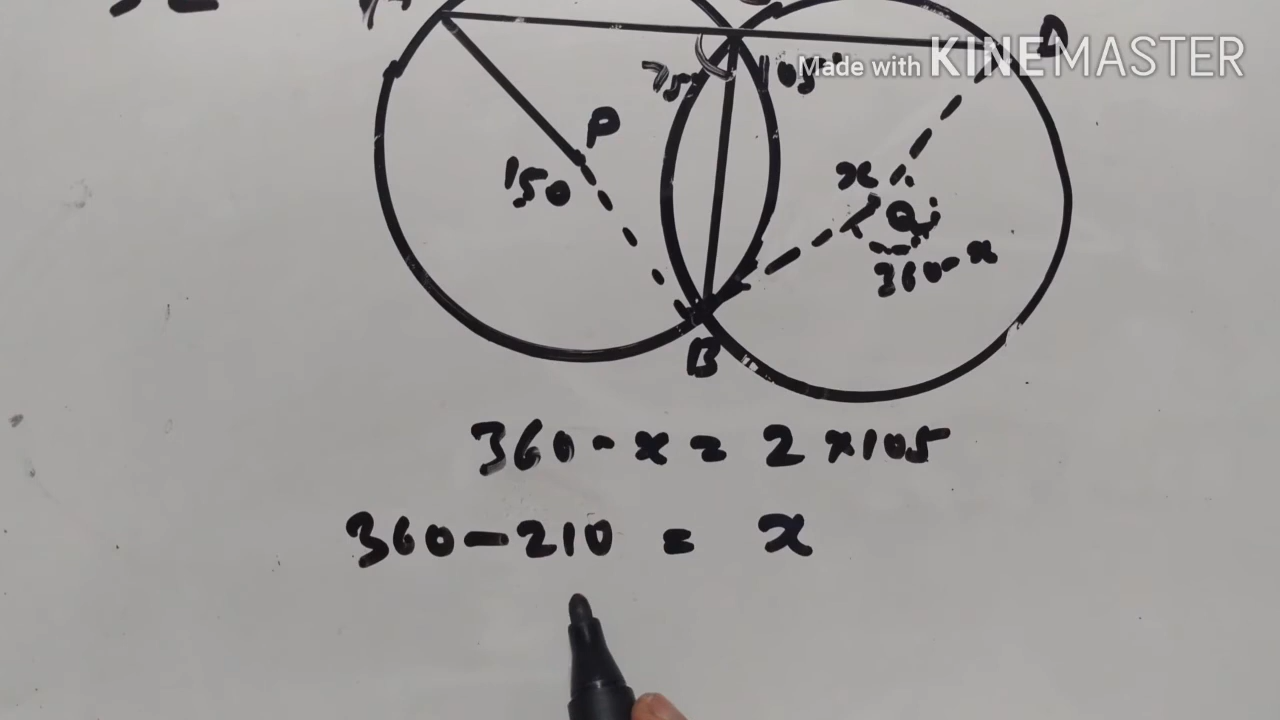 Made with KINEMASTER
D
75
105°
P
150
x
Q
360-x
B
360-x = 2×105
360-210 = x